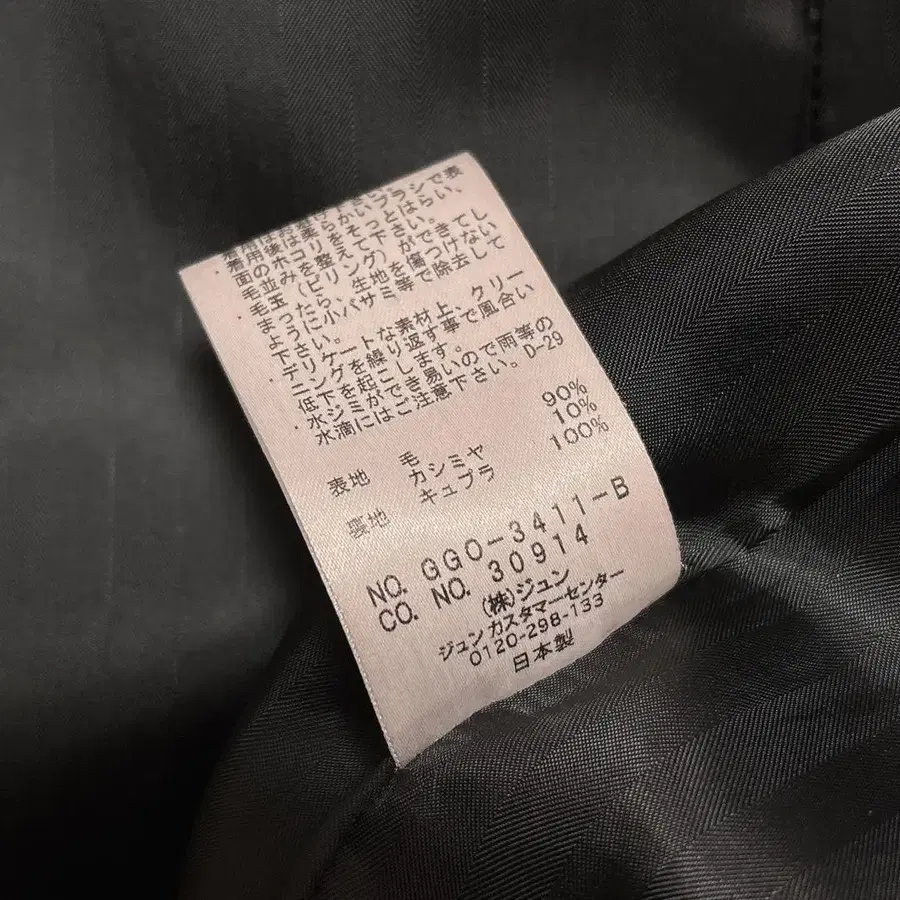 着用後は柔らかいブラシで表
面のホコリをそっとはらい、
毛並みを整えて下さい。
毛玉(ピリング)ができてし
まったら、生地を傷つけない
ように小バサミ等で除去して
下さい。
・デリケートな素材上、クリー
ニングを繰り返す事で風合い
低下を起こします。
・水ジミができ易いので雨等の
水滴にはご注意下さい。D-29
表地 毛 90%
カシミヤ 10%
裏地 キュプラ 100%
NO. GGO-3411-B
CO. NO. 30914
(株)ジュン
ジュン カスタマーセンター
0120-298-133
日本製